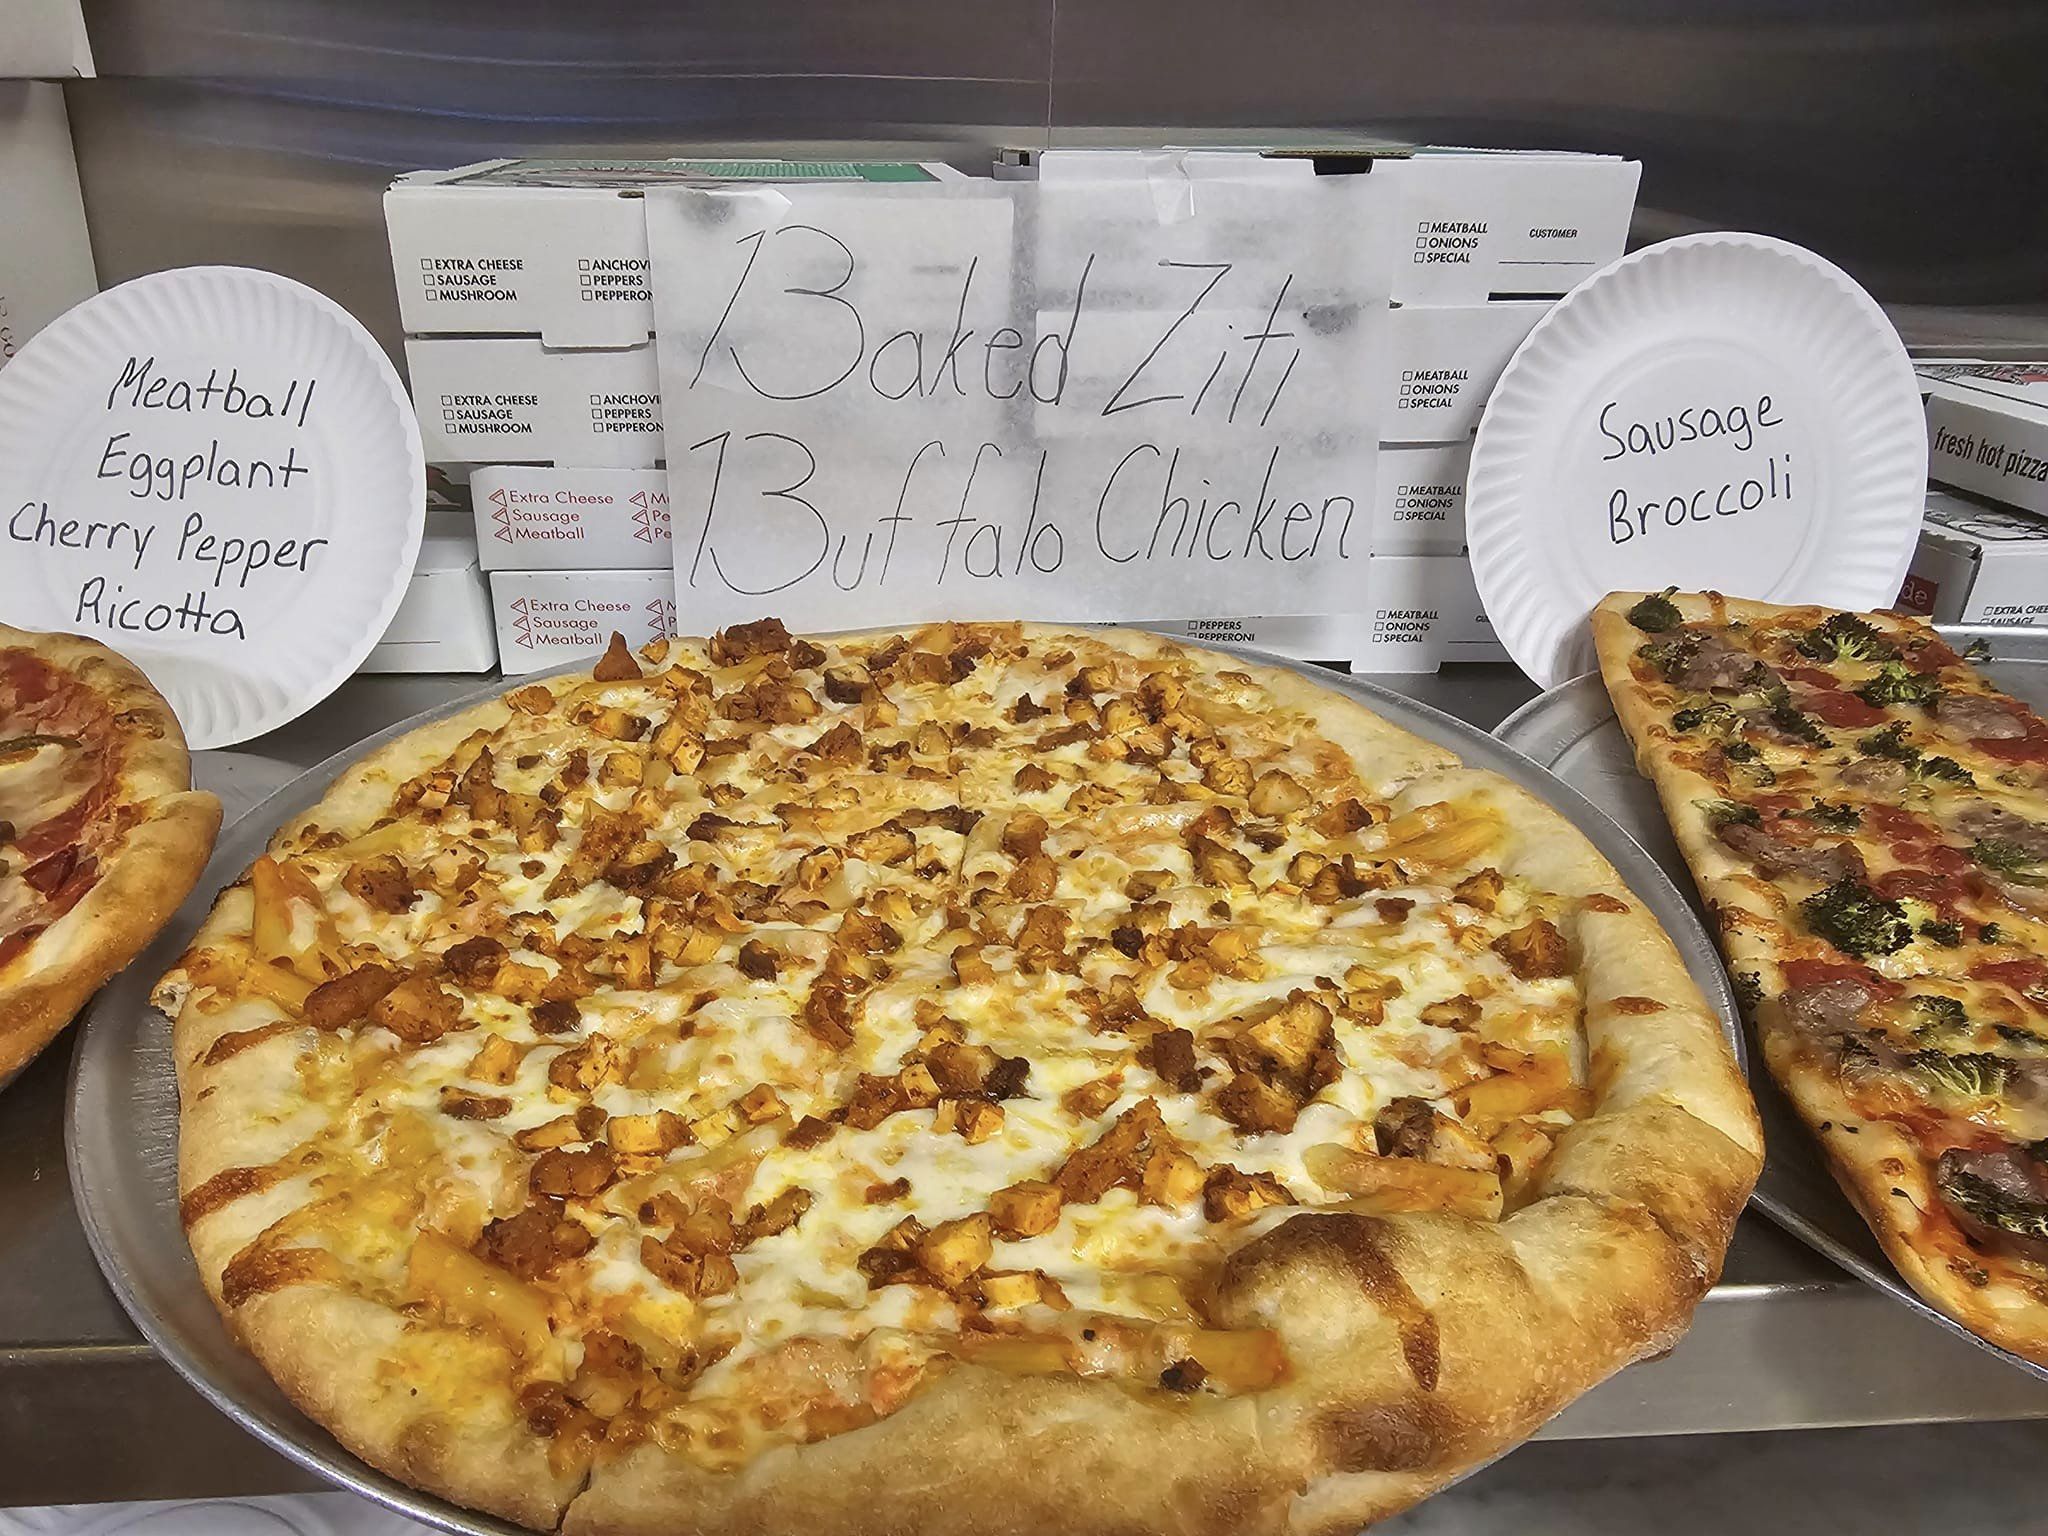 Meatball
Eggplant
Cherry Pepper
Ricotta
Baked Ziti
Buffalo Chicken
Sausage
Broccoli
EXTRA CHEESE
SAUSAGE
MUSHROOM
PEPPERS
EXTRA CHEESE
SAUSAGE
MUSHROOM
PEPPERS
Extra Cheese
Sausage
Meatball
Extra Cheese
Sausage
Meatball
MEATBALL
ONIONS
SPECIAL
CUSTOMER
MEATBALL
ONIONS
SPECIAL
MEATBALL
ONIONS
SPECIAL
PEPPERS
PEPPERONI
MEATBALL
ONIONS
SPECIAL
fresh hot pizza